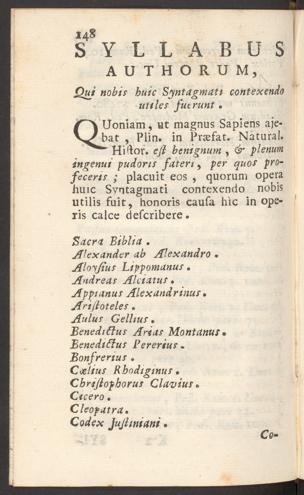 148
SYLLABUS
AUTHORUM,
Qui nobis huic Syntagmati contexendo
utiles fuerunt.
QUoniam, ut magnus Sapiens aje-
bat, Plin. in Præfat. Natural.
Histor. est benignum, & plenum
ingenui pudoris fateri, per quos pro-
feceris; placuit eos, quorum opera
huic Syntagmati contexendo nobis
utilis fuit, honoris causa hic in ope-
ris calce describere.
Sacra Biblia.
Alexander ab Alexandro.
Aloysius Lippomanus.
Andreas Alciatus.
Appianus Alexandrinus.
Aristoteles.
Aulus Gellius.
Benedictus Arias Montanus.
Benedictus Pererius.
Bonfrerius.
Cælius Rhodiginus.
Christophorus Clavius.
Cicero.
Cleopatra.
Codex Justiniani.
Co-